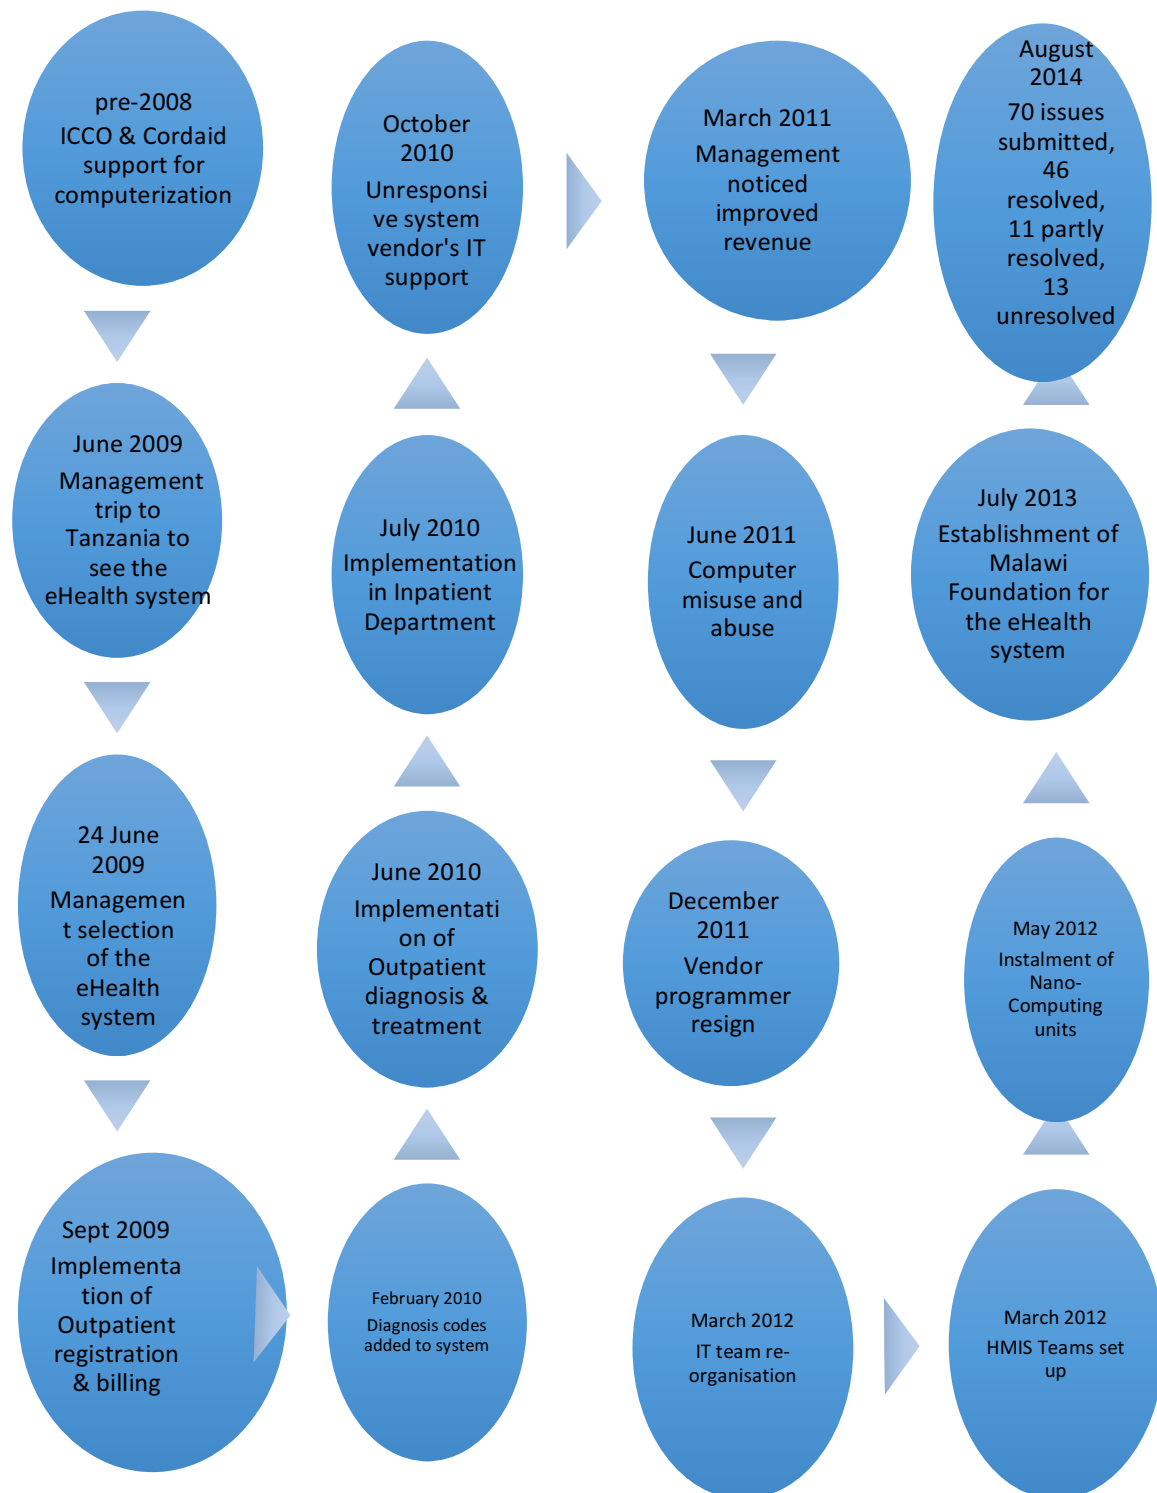 pre-2008
ICCO & Cordaid
support for
computerization
June 2009
Management
trip to
Tanzania to
see the
eHealth system
24 June
2009
Managemen
t selection
of the
eHealth
system
Sept 2009
Implementa
tion of
Outpatient
registration
& billing
February 2010
Diagnosis codes
added to system
June 2010
Implementati
on of
Outpatient
diagnosis &
treatment
July 2010
Implementation
in Inpatient
Department
October
2010
Unresponsi
ve system
vendor's IT
support
March 2011
Management
noticed
improved
revenue
June 2011
Computer
misuse and
abuse
December
2011
Vendor
programmer
resign
March 2012
IT team re-
organisation
March 2012
HMIS Teams set
up
May 2012
Instalment of
Nano-
Computing
units
July 2013
Establishment of
Malawi
Foundation for
the eHealth
system
August
2014
70 issues
submitted,
46
resolved,
11 partly
resolved,
13
unresolved